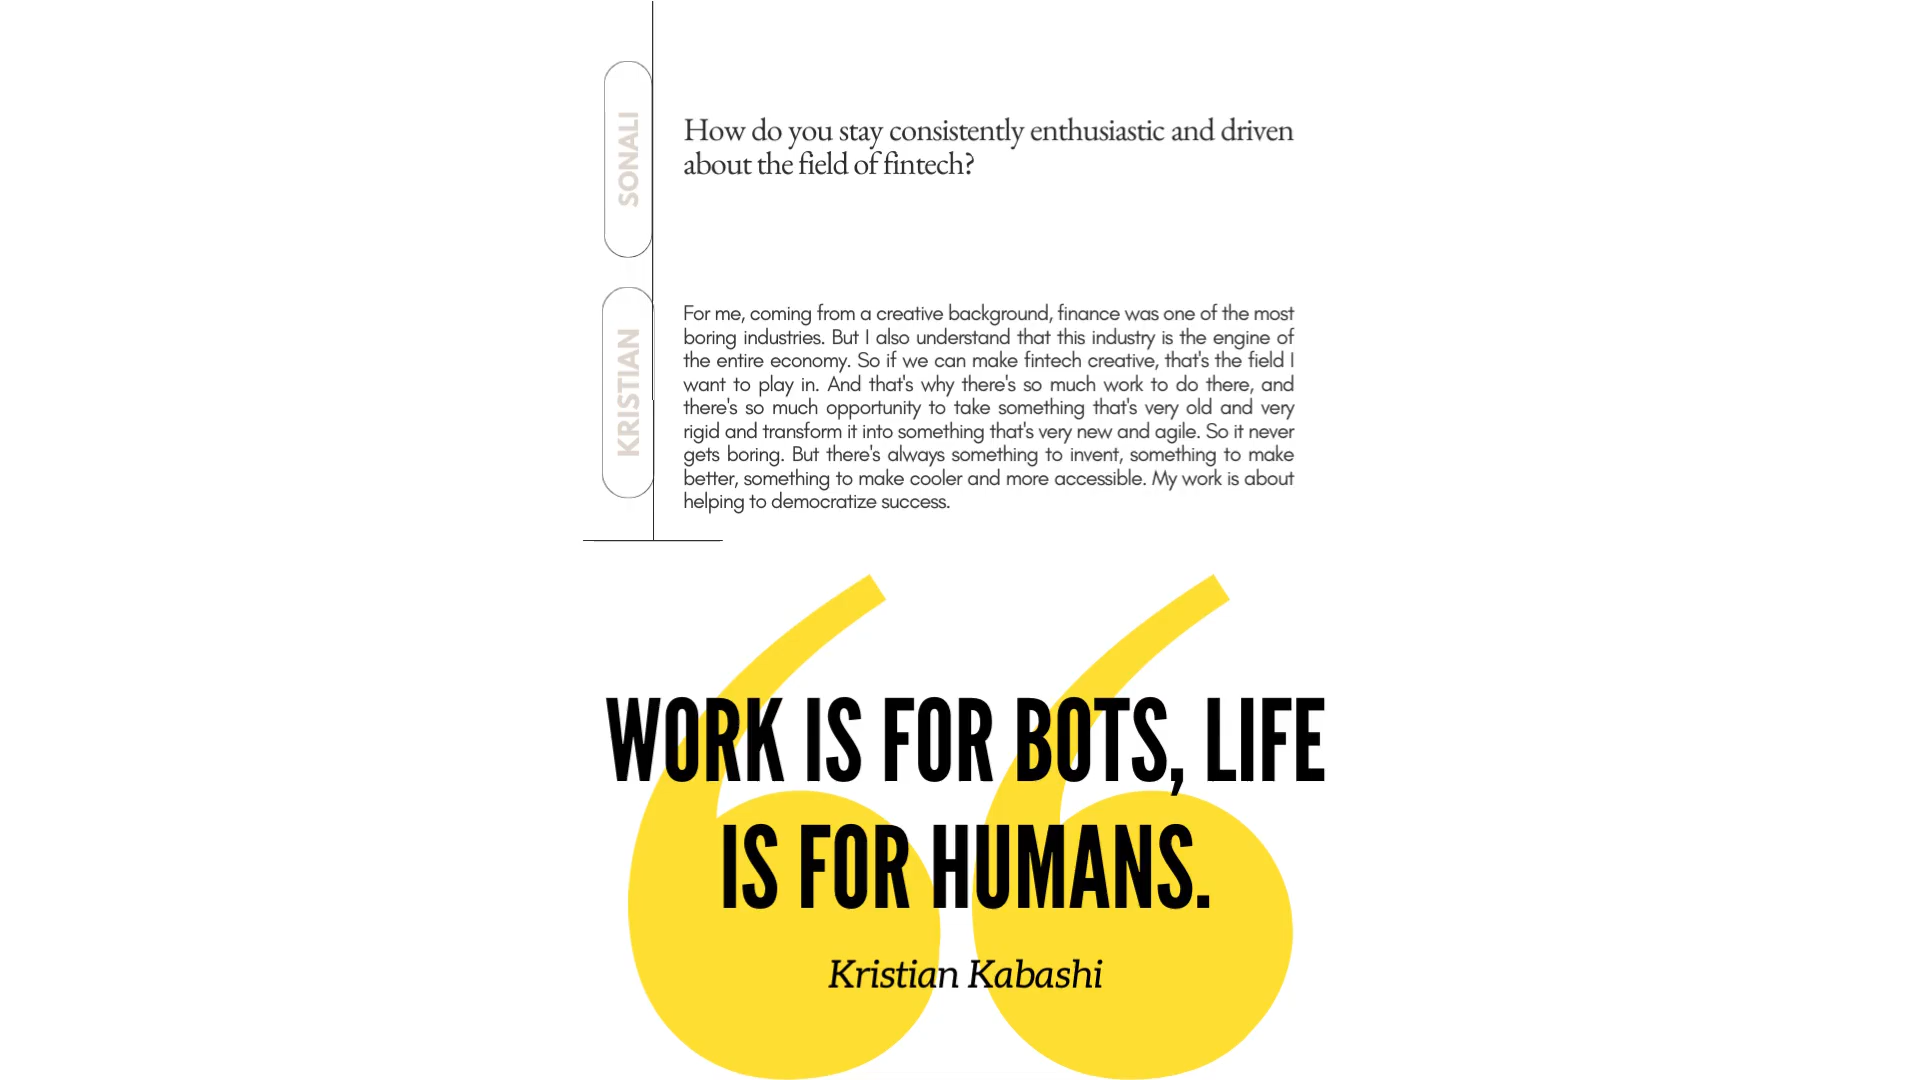 SONALI
How do you stay consistently enthusiastic and driven
about the field of fintech?
KRISTIAN
For me, coming from a creative background, finance was one of the most
boring industries. But I also understand that this industry is the engine of
the entire economy. So if we can make fintech creative, that's the field I
want to play in. And that's why there's so much work to do there, and
there's so much opportunity to take something that's very old and very
rigid and transform it into something that's very new and agile. So it never
gets boring. But there's always something to invent, something to make
better, something to make cooler and more accessible. My work is about
helping to democratize success.
WORK IS FOR BOTS, LIFE
IS FOR HUMANS.
Kristian Kabashi